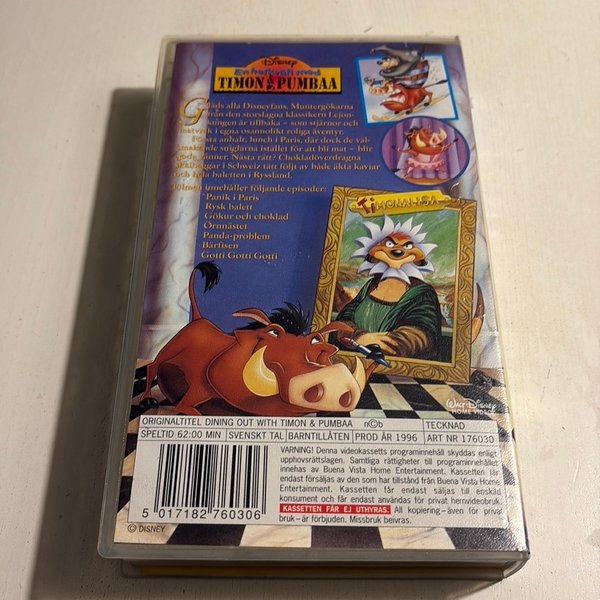 Disney
En helkväll med
TIMON & PUMBAA
Gläds alla Disneyfans. Muntergökarna
från den storslagna klassikern Lejon-
kungen är tillbaka – som stjärnor och
matvrak i egna osannolikt roliga äventyr.
Första anhalt, lunch i Paris, där dock de väl-
smakande sniglarna istället för att bli mat – blir
goda vänner. Nästa rätt? Chokladöverdragna
i Schweiz tätt följt av både äkta kaviar
och hela baletten i Ryssland.
Filmen innehåller följande episoder:
Panik i Paris
Rysk balett
Gökur och choklad
Ormnästet
Panda-problem
Bärfisen
Gotti Gotti Gotti
TIMONA-LISA
WALT DISNEY
HOME VIDEO
ORIGINALTITEL DINING OUT WITH TIMON & PUMBAA n©b TECKNAD
SPELTID 62:00 MIN SVENSKT TAL BARNTILLÅTEN PROD ÅR 1996 ART NR 176030
VARNING! Denna videokassetts programinnehåll skyddas enligt
upphovsrättslagen. Samtliga rättigheter till programinnehållet
innehas av Buena Vista Home Entertainment. Kassetten får
endast försäljas av den som har tillstånd från Buena Vista Home
Entertainment. Kassetten får endast säljas till enskild
konsument och får endast användas för privat hemvideobruk.
KASSETTEN FÅR EJ UTHYRAS. All kopiering – även för privat
bruk – är förbjuden. Missbruk beivras.
5 017182 760306
© DISNEY